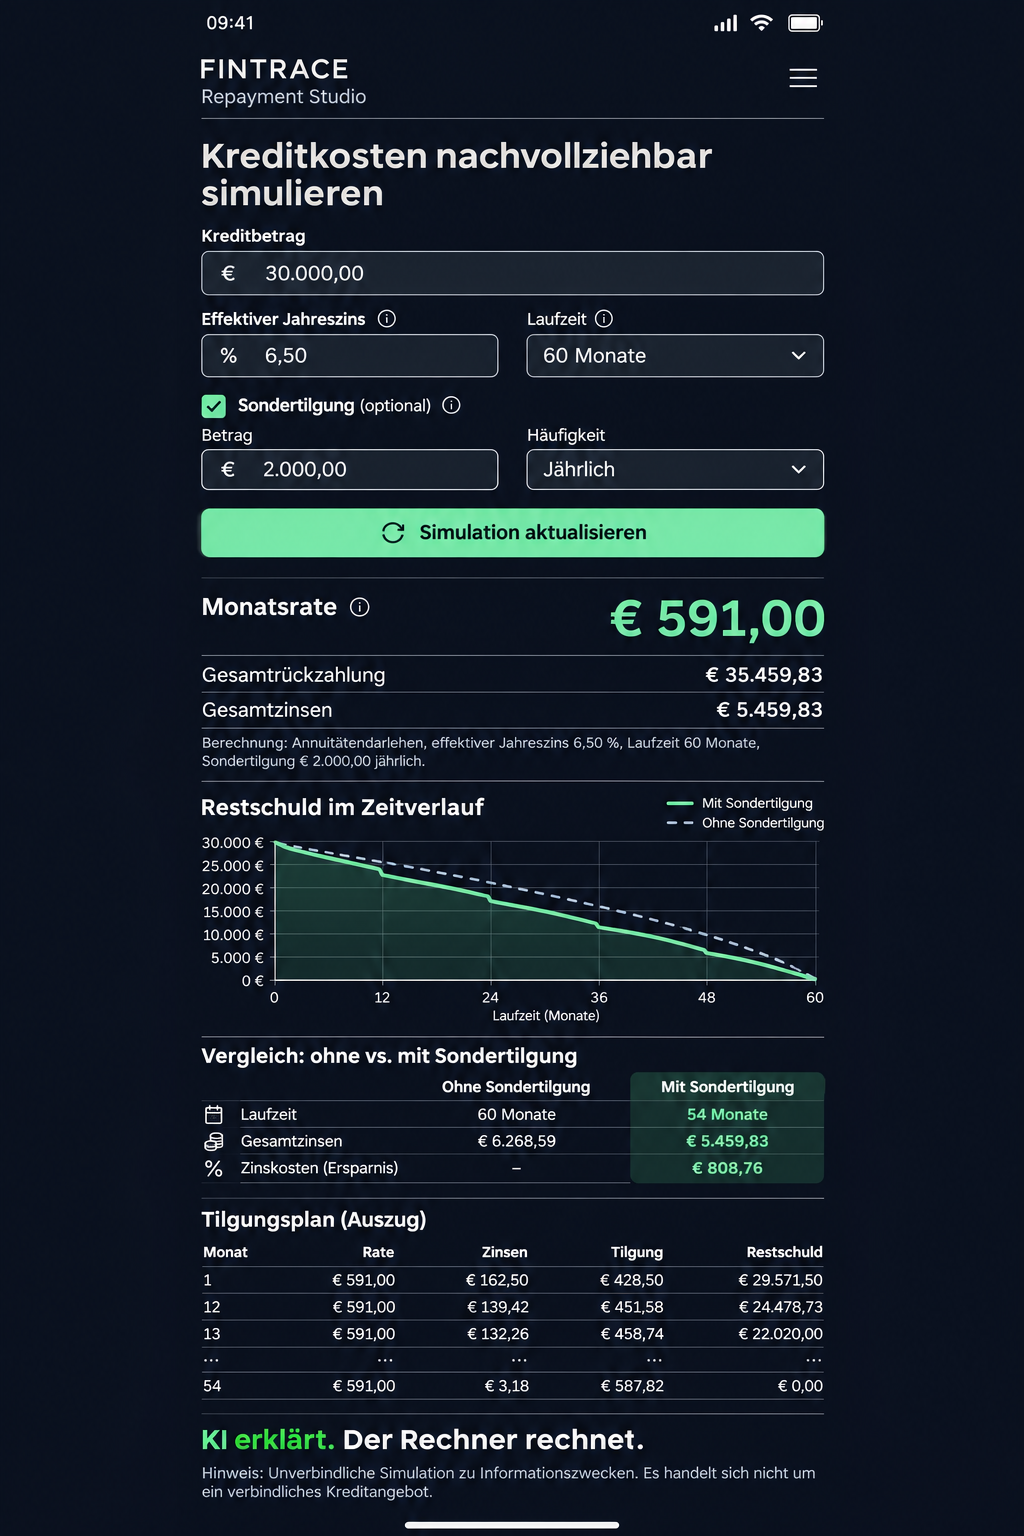 09:41
FINTRACE
Repayment Studio
Kreditkosten nachvollziehbar
simulieren
Kreditbetrag
€ 30.000,00
Effektiver Jahreszins Laufzeit
% 6,50 60 Monate
Sondertilgung (optional)
Betrag Häufigkeit
€ 2.000,00 Jährlich
Simulation aktualisieren
Monatsrate € 591,00
Gesamtrückzahlung € 35.459,83
Gesamtzinsen € 5.459,83
Berechnung: Annuitätendarlehen, effektiver Jahreszins 6,50 %, Laufzeit 60 Monate,
Sondertilgung € 2.000,00 jährlich.
Restschuld im Zeitverlauf
Mit Sondertilgung
Ohne Sondertilgung
30.000 €
25.000 €
20.000 €
15.000 €
10.000 €
5.000 €
0 €
0 12 24 36 48 60
Laufzeit (Monate)
Vergleich: ohne vs. mit Sondertilgung
Ohne Sondertilgung Mit Sondertilgung
Laufzeit 60 Monate 54 Monate
Gesamtzinsen € 6.268,59 € 5.459,83
% Zinskosten (Ersparnis) – € 808,76
Tilgungsplan (Auszug)
Monat Rate Zinsen Tilgung Restschuld
1 € 591,00 € 162,50 € 428,50 € 29.571,50
12 € 591,00 € 139,42 € 451,58 € 24.478,73
13 € 591,00 € 132,26 € 458,74 € 22.020,00
... ... ... ... ...
54 € 591,00 € 3,18 € 587,82 € 0,00
KI erklärt. Der Rechner rechnet.
Hinweis: Unverbindliche Simulation zu Informationszwecken. Es handelt sich nicht um
ein verbindliches Kreditangebot.